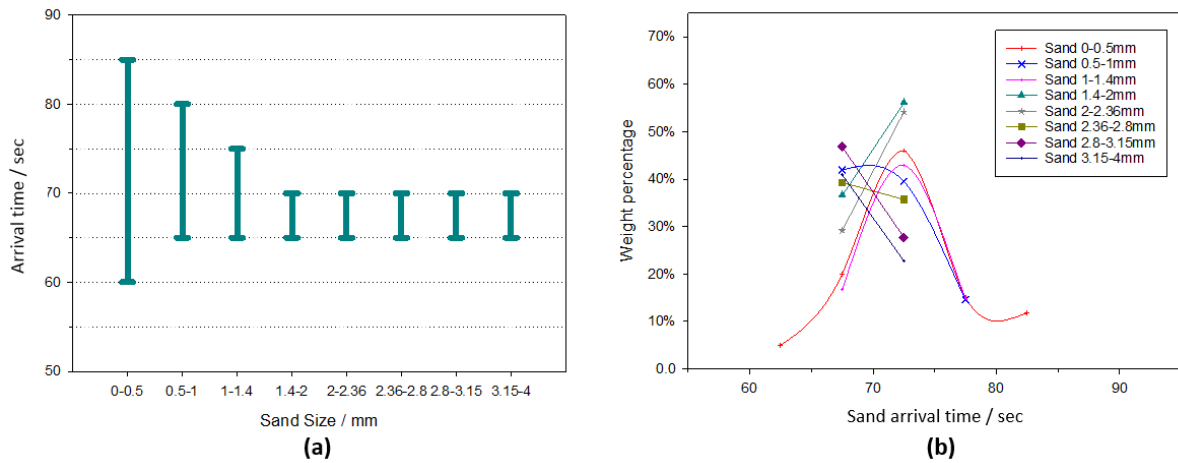 90
80
70
60
50
Arrival time / sec
0-0.5 0.5-1 1-1.4 1.4-2 2-2.36 2.36-2.8 2.8-3.15 3.15-4
Sand Size / mm
(a)
70%
60%
50%
40%
30%
20%
10%
0.0
Weight percentage
Sand 0-0.5mm
Sand 0.5-1mm
Sand 1-1.4mm
Sand 1.4-2mm
Sand 2-2.36mm
Sand 2.36-2.8mm
Sand 2.8-3.15mm
Sand 3.15-4mm
60 70 80 90
Sand arrival time / sec
(b)